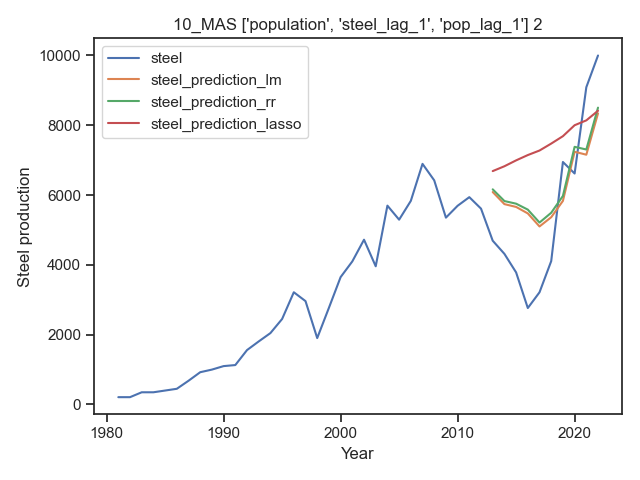 10_MAS ['population', 'steel_lag_1', 'pop_lag_1'] 2
steel
steel_prediction_lm
steel_prediction_rr
steel_prediction_lasso
Steel production
10000
8000
6000
4000
2000
0
1980
1990
2000
2010
2020
Year